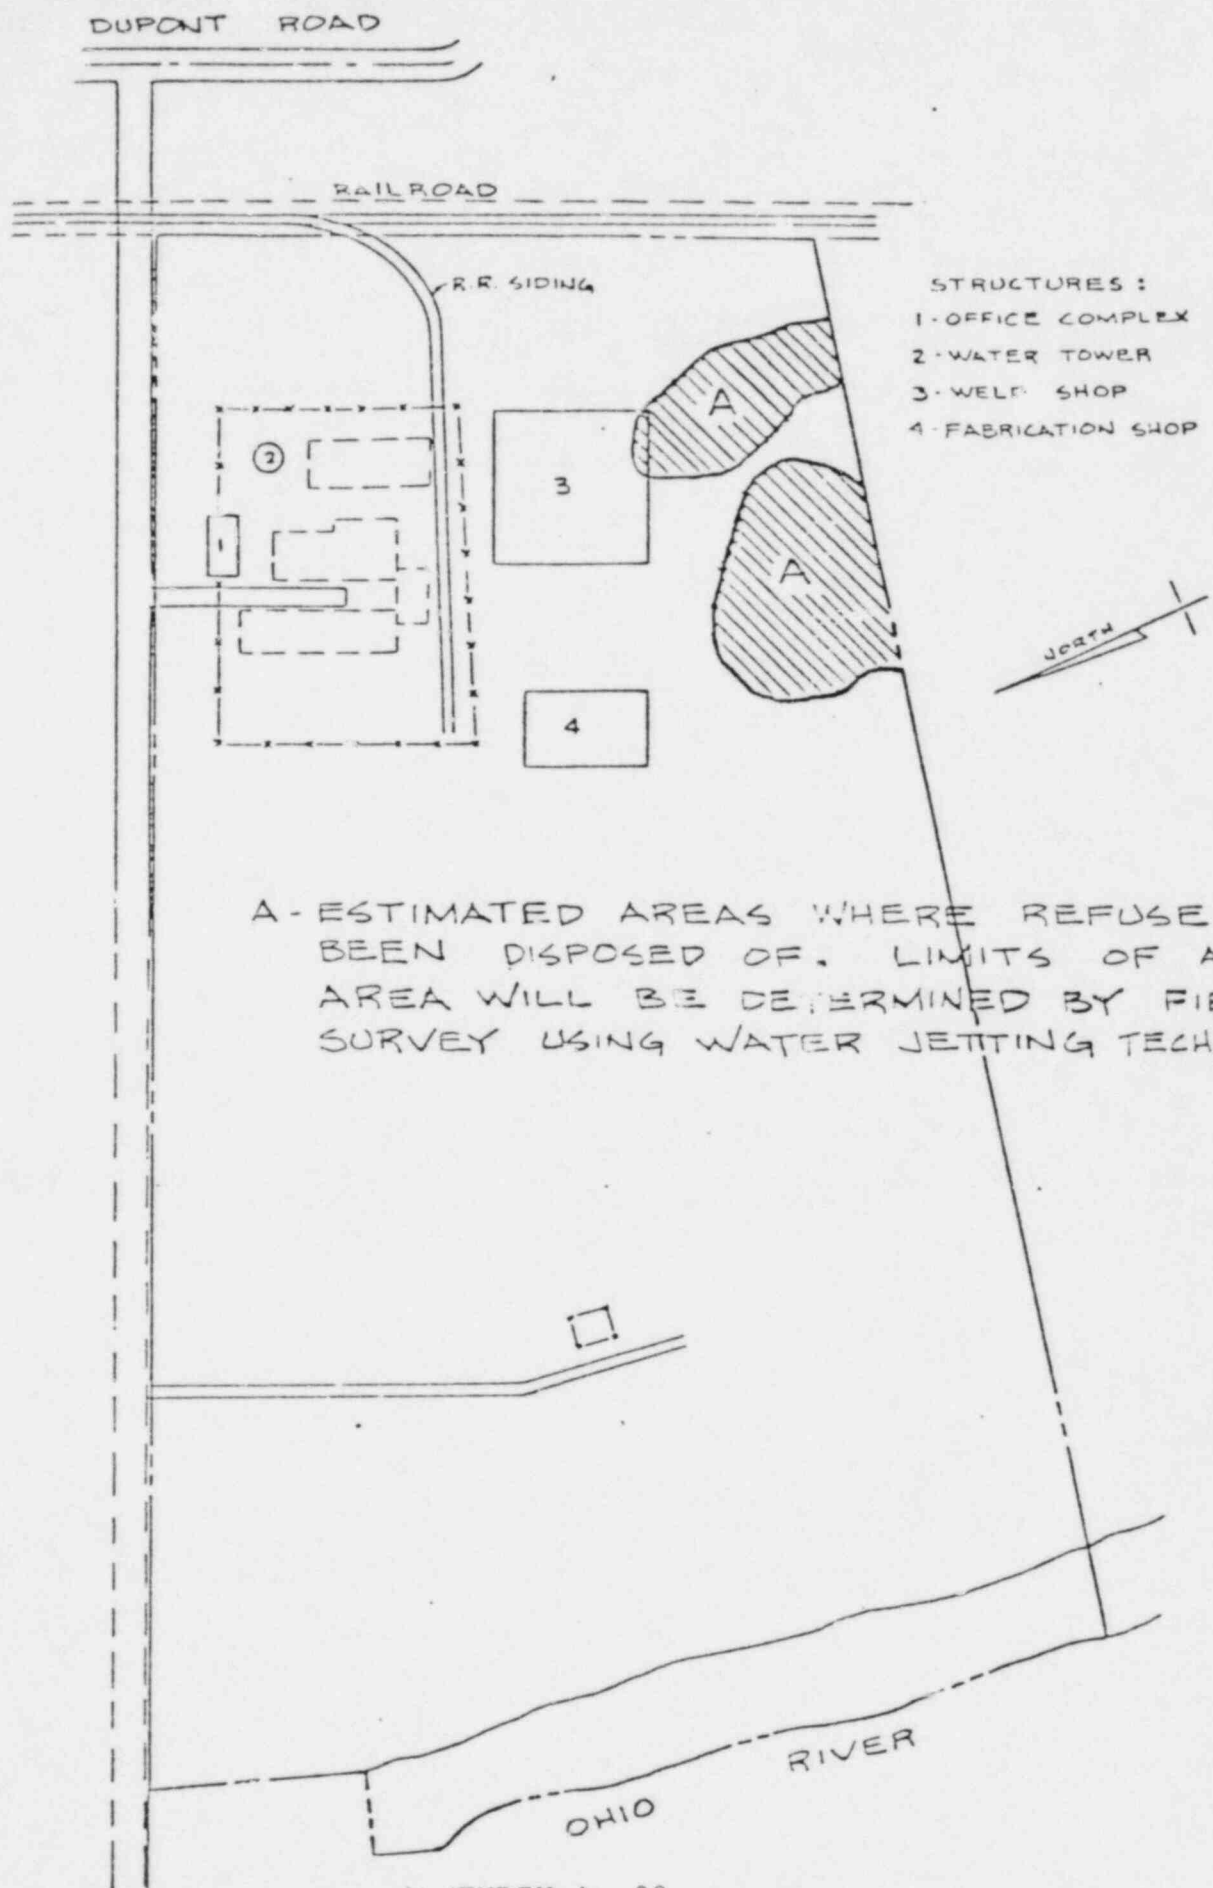 DUPONT ROAD
RAILROAD
R.R. SIDING
STRUCTURES:
1-OFFICE COMPLEX
2-WATER TOWER
3-WELD SHOP
4-FABRICATION SHOP
A
2
3
1
A
NORTH
4
A - ESTIMATED AREAS WHERE REFUSE
BEEN DISPOSED OF. LIMITS OF A
AREA WILL BE DETERMINED BY FIE
SURVEY USING WATER JETTING TECH
RIVER
OHIO